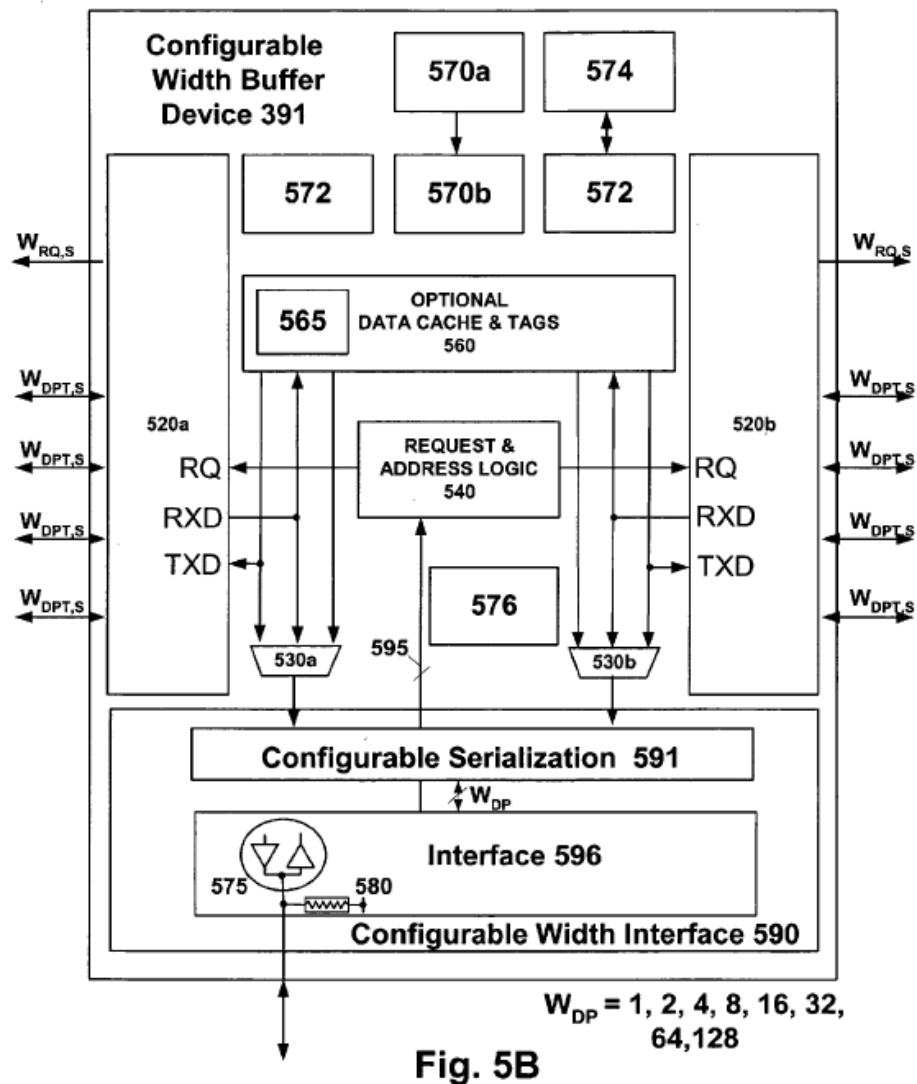 Configurable
Width Buffer
Device 391
570a
574
572
570b
572
W_RQ,S
W_RQ,S
565
OPTIONAL
DATA CACHE & TAGS
560
W_DPT,S
W_DPT,S
520a
520b
REQUEST &
ADDRESS LOGIC
540
W_DPT,S
RQ
RQ
W_DPT,S
W_DPT,S
RXD
RXD
W_DPT,S
TXD
TXD
W_DPT,S
576
W_DPT,S
595
530a
530b
Configurable Serialization 591
W_DP
Interface 596
575
580
Configurable Width Interface 590
W_DP = 1, 2, 4, 8, 16, 32,
64,128
Fig. 5B